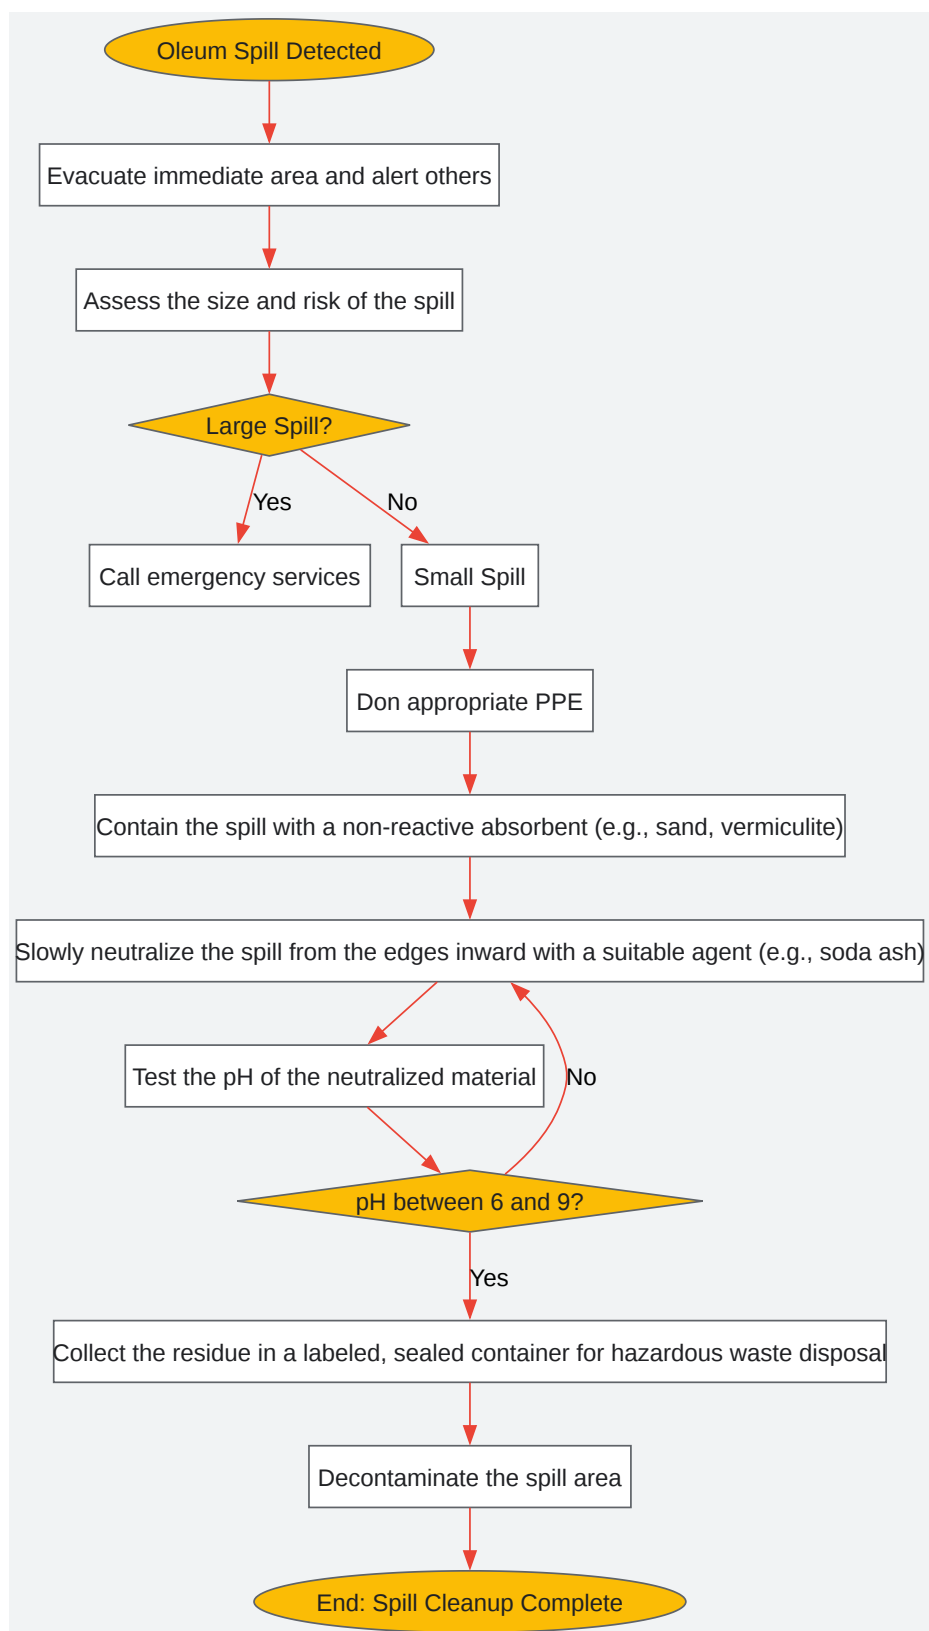 Oleum Spill Detected
Evacuate immediate area and alert others
Assess the size and risk of the spill
Large Spill?
Yes
No
Call emergency services
Small Spill
Don appropriate PPE
Contain the spill with a non-reactive absorbent (e.g., sand, vermiculite)
Slowly neutralize the spill from the edges inward with a suitable agent (e.g., soda ash)
Test the pH of the neutralized material
No
pH between 6 and 9?
Yes
Collect the residue in a labeled, sealed container for hazardous waste disposal
Decontaminate the spill area
End: Spill Cleanup Complete